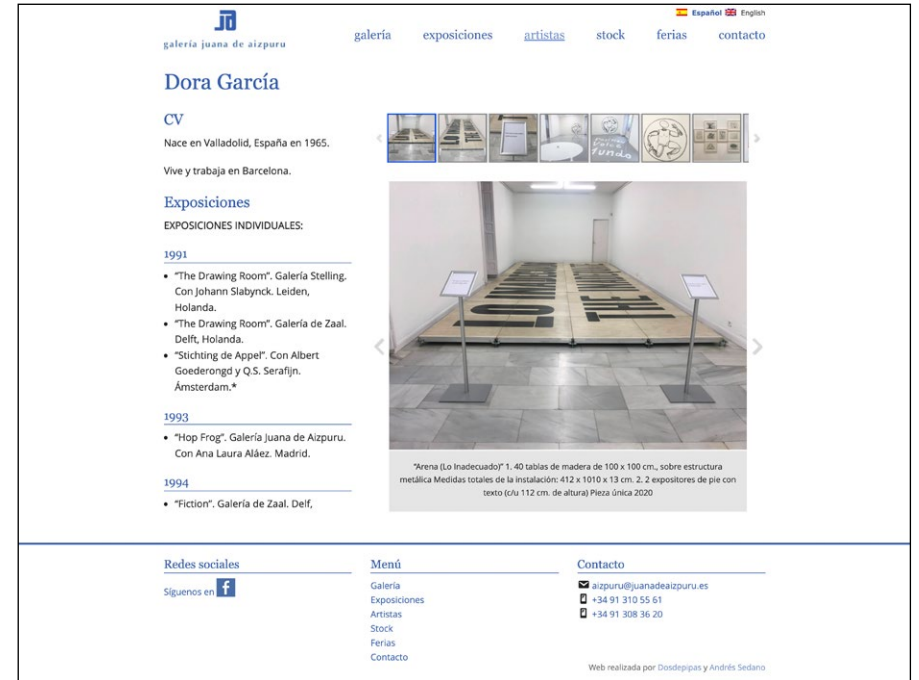 Español English
galería juana de aizpuru
galería exposiciones artistas stock ferias contacto
Dora García
CV
Nace en Valladolid, España en 1965.
Vive y trabaja en Barcelona.
Exposiciones
EXPOSICIONES INDIVIDUALES:
1991
• "The Drawing Room". Galería Stelling.
Con Johann Slabynck. Leiden,
Holanda.
• "The Drawing Room". Galería de Zaal.
Delft, Holanda.
• "Stichting de Appel". Con Albert
Goederongd y Q.S. Serafijn.
Ámsterdam.*
1993
• "Hop Frog". Galería Juana de Aizpuru.
Con Ana Laura Aláez. Madrid.
1994
• "Fiction". Galería de Zaal. Delf,
"Arena (Lo Inadecuado)" 1. 40 tablas de madera de 100 x 100 cm., sobre estructura
metálica Medidas totales de la instalación: 412 x 1010 x 13 cm. 2. 2 expositores de pie con
texto (c/u 112 cm. de altura) Pieza única 2020
Redes sociales
Síguenos en f
Menú
Galería
Exposiciones
Artistas
Stock
Ferias
Contacto
Contacto
aizpuru@juanadeaizpuru.es
+34 91 310 55 61
+34 91 308 36 20
Web realizada por Dosdepipas y Andrés Sedano